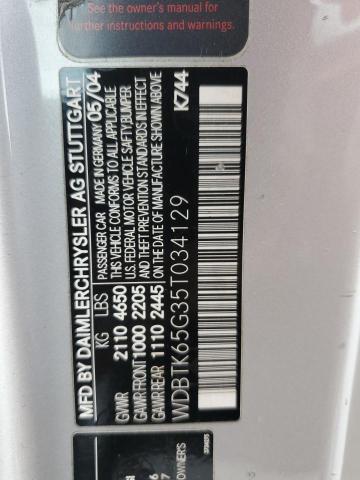 See the owner's manual for
further instructions and warnings.
MFD. BY DAIMLERCHRYSLER AG STUTTGART
PASSENGER CAR MADE IN GERMANY 05/04
KG LBS
GVWR 2110 4650
GAWR FRONT 1000 2205
GAWR REAR 1110 2445
THIS VEHICLE CONFORMS TO ALL APPLICABLE
U.S. FEDERAL MOTOR VEHICLE SAFETY,BUMPER
AND THEFT PREVENTION STANDARDS IN EFFECT
ON THE DATE OF MANUFACTURE SHOWN ABOVE
K744
WDBTK65G35T034129
OWNER'S